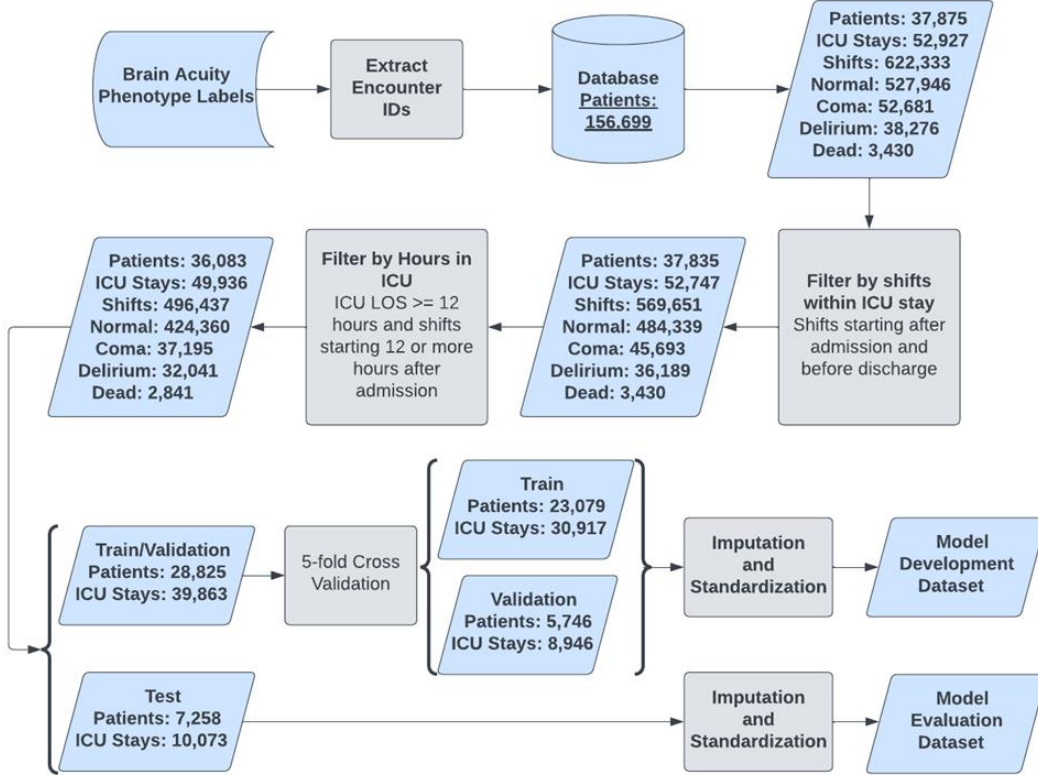 Brain Acuity
Phenotype Labels
Extract
Encounter
IDs
Database
Patients:
156,699
Patients: 37,875
ICU Stays: 52,927
Shifts: 622,333
Normal: 527,946
Coma: 52,681
Delirium: 38,276
Dead: 3,430
Patients: 36,083
ICU Stays: 49,936
Shifts: 496,437
Normal: 424,360
Coma: 37,195
Delirium: 32,041
Dead: 2,841
Filter by Hours in
ICU
ICU LOS >= 12
hours and shifts
starting 12 or more
hours after
admission
Patients: 37,835
ICU Stays: 52,747
Shifts: 569,651
Normal: 484,339
Coma: 45,693
Delirium: 36,189
Dead: 3,430
Filter by shifts
within ICU stay
Shifts starting after
admission and
before discharge
Train/Validation
Patients: 28,825
ICU Stays: 39,863
5-fold Cross
Validation
Train
Patients: 23,079
ICU Stays: 30,917
Validation
Patients: 5,746
ICU Stays: 8,946
Imputation
and
Standardization
Model
Development
Dataset
Test
Patients: 7,258
ICU Stays: 10,073
Imputation
and
Standardization
Model
Evaluation
Dataset